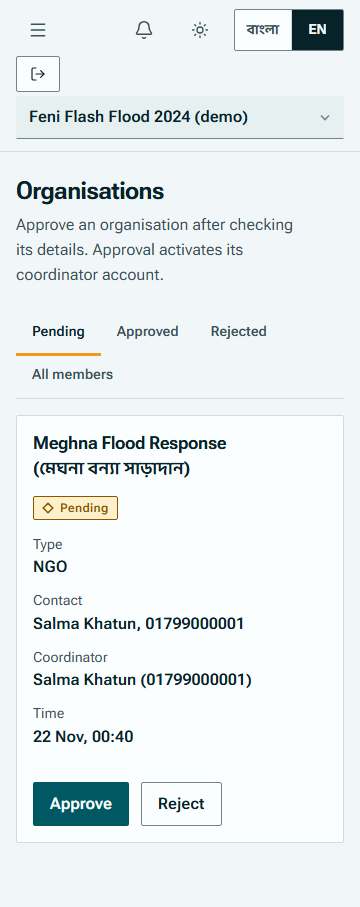 বাংলা
EN
Feni Flash Flood 2024 (demo)
Organisations
Approve an organisation after checking
its details. Approval activates its
coordinator account.
Pending
Approved
Rejected
All members
Meghna Flood Response
(মেঘনা বন্যা সাড়াদান)
Pending
Type
NGO
Contact
Salma Khatun, 01799000001
Coordinator
Salma Khatun (01799000001)
Time
22 Nov, 00:40
Approve
Reject